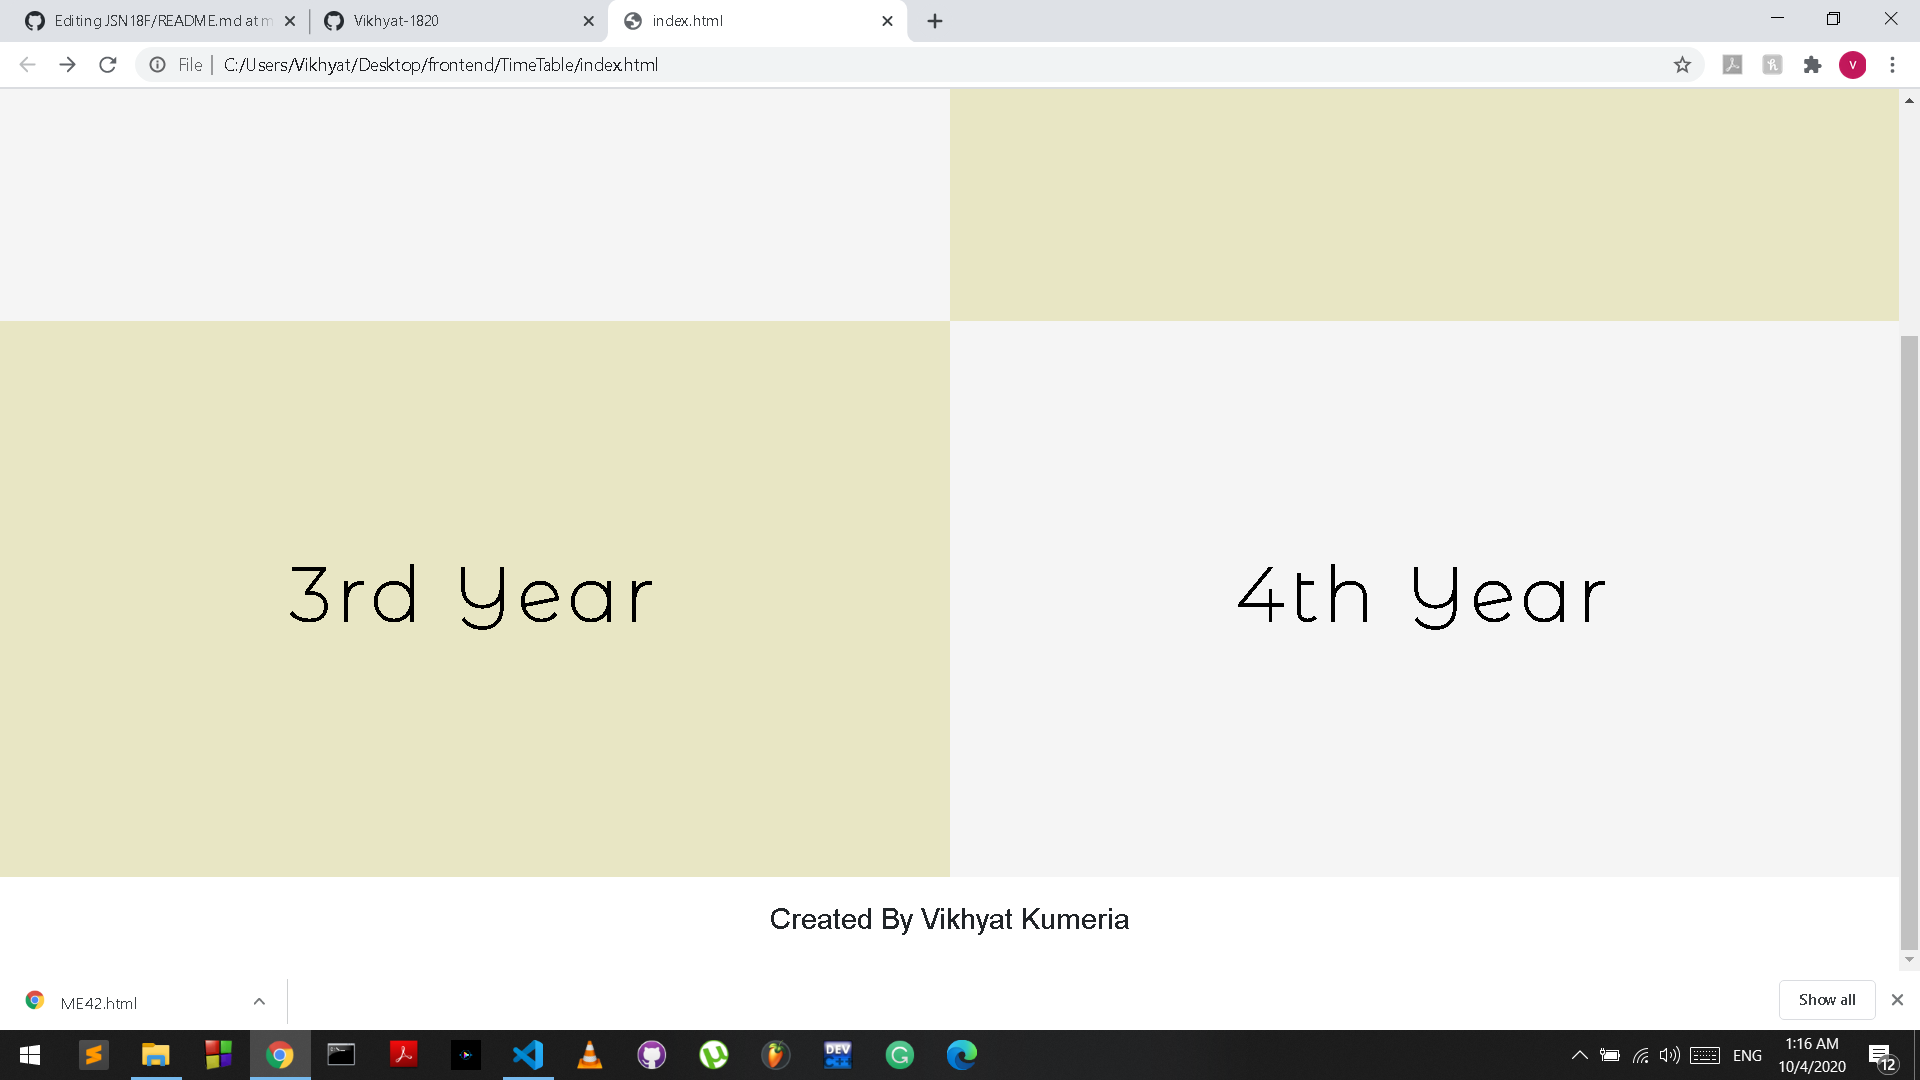 Editing JSN18F/README.md at m
Vikhyat-1820
index.html
File | C:/Users/Vikhyat/Desktop/frontend/TimeTable/index.html
V
3rd Year
4th Year
Created By Vikhyat Kumeria
ME42.html
Show all
DEV
ENG
1:16 AM
10/4/2020
12